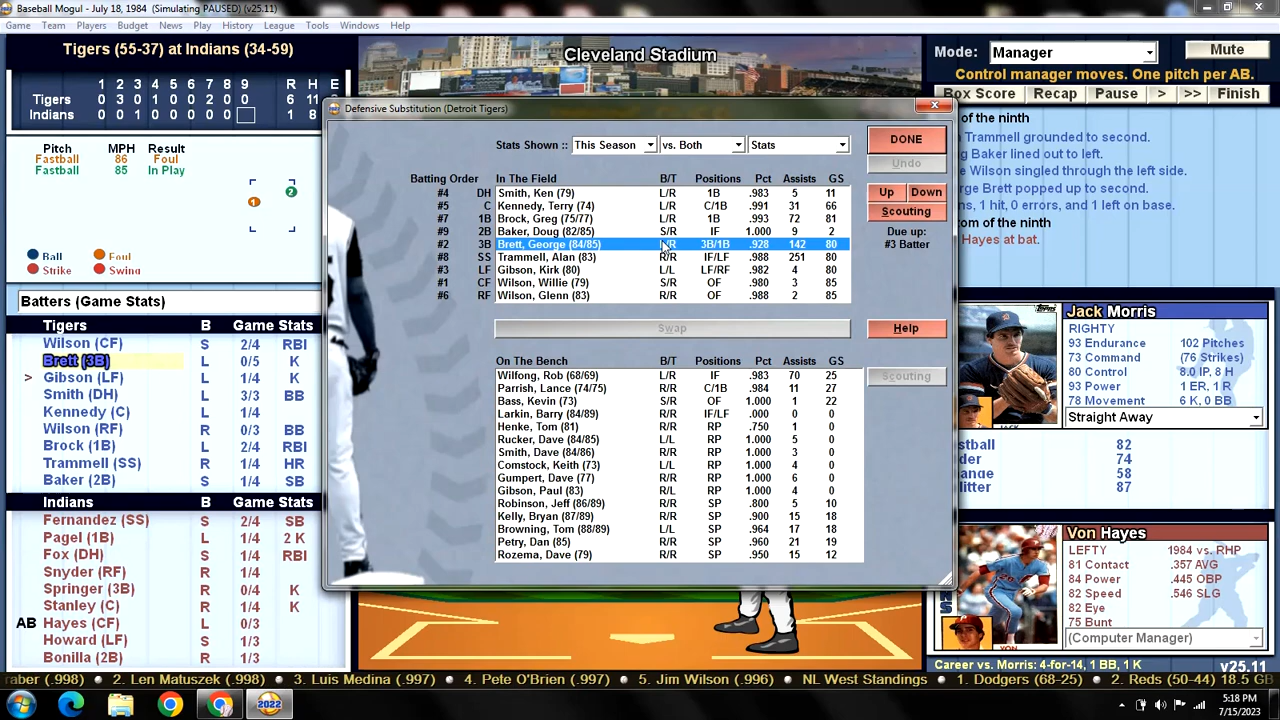 Baseball Mogul - July 18, 1984 (Simulating PAUSED) (v25.11)
Game Team Players Budget News Play History League Tools Windows Help
Tigers (55-37) at Indians (34-59)
1 2 3 4 5 6 7 8 9 R H E
Tigers 0 3 0 1 0 0 2 0 0 6 11
Indians 0 0 1 0 0 0 0 0 1 8
Pitch MPH Result
Fastball 86 Foul
Fastball 85 In Play
1
2
Ball Foul
Strike Swing
Batters (Game Stats)
Tigers B Game Stats
Wilson (CF) S 2/4 RBI
Brett (3B) L 0/5 K
> Gibson (LF) L 1/4 K
Smith (DH) L 3/3 BB
Kennedy (C) L 1/4
Wilson (RF) R 0/3 BB
Brock (1B) L 2/4 RBI
Trammell (SS) R 1/4 HR
Baker (2B) S 1/4 SB
Indians B Game Stats
Fernandez (SS) S 2/4 SB
Pagel (1B) L 1/4 2 K
Fox (DH) S 1/4 RBI
Snyder (RF) R 1/4
Springer (3B) R 0/4 K
Stanley (C) R 1/4 K
AB Hayes (CF) L 0/3
Howard (LF) S 1/3
Bonilla (2B) S 1/3
Cleveland Stadium
Defensive Substitution (Detroit Tigers)
Stats Shown :: This Season vs. Both Stats
Batting Order In The Field B/T Positions Pct Assists GS
#4 DH Smith, Ken (79) L/R 1B .983 5 11
#5 C Kennedy, Terry (74) L/R C/1B .991 31 66
#7 1B Brock, Greg (75/77) L/R 1B .993 72 81
#9 2B Baker, Doug (82/85) S/R IF 1.000 9 2
#2 3B Brett, George (84/85) L/R 3B/1B .928 142 80
#8 SS Trammell, Alan (83) R/R IF/LF .988 251 80
#3 LF Gibson, Kirk (80) L/L LF/RF .982 4 80
#1 CF Wilson, Willie (79) S/R OF .980 3 85
#6 RF Wilson, Glenn (83) R/R OF .988 2 85
Swap
On The Bench B/T Positions Pct Assists GS
Wilfong, Rob (68/69) L/R IF .983 70 25
Parrish, Lance (74/75) R/R C/1B .984 11 27
Bass, Kevin (73) S/R OF 1.000 1 22
Larkin, Barry (84/89) R/R IF/LF .000 0 0
Henke, Tom (81) R/R RP .750 1 0
Rucker, Dave (84/85) L/L RP 1.000 5 0
Smith, Dave (84/86) R/R RP 1.000 3 0
Comstock, Keith (73) L/L RP 1.000 4 0
Gumpert, Dave (77) R/R RP 1.000 6 0
Gibson, Paul (83) R/L RP 1.000 4 0
Robinson, Jeff (86/89) R/R SP .800 5 10
Kelly, Bryan (87/89) R/R SP .900 15 18
Browning, Tom (88/89) L/L SP .964 17 18
Petry, Dan (85) R/R SP .960 21 19
Rozema, Dave (79) R/R SP .950 15 12
DONE
Undo
Up Down
Scouting
Due up:
#3 Batter
Help
Scouting
Mode: Manager Mute
Control manager moves. One pitch per AB.
Box Score Recap Pause > >> Finish
of the ninth
Trammell grounded to second.
g Baker lined out to left.
e Wilson singled through the left side.
rge Brett popped up to second.
ns, 1 hit, 0 errors, and 1 left on base.
tom of the ninth
Hayes at bat.
Topps
Jack Morris
RIGHTY
93 Endurance 102 Pitches
73 Command (76 Strikes)
80 Control 8.0 IP, 8 H
93 Power 1 ER, 1 R
78 Movement 6 K, 0 BB
Straight Away
stball 82
der 74
ange 58
litter 87
Von Hayes
LEFTY 1984 vs. RHP
81 Contact .357 AVG
84 Power .445 OBP
82 Speed .546 SLG
82 Eye
75 Bunt
(Computer Manager)
Career vs. Morris: 4-for-14, 1 BB, 1 K v25.11
raber (.998) 2. Len Matuszek (.998) 3. Luis Medina (.997) 4. Pete O'Brien (.997) 5. Jim Wilson (.996) NL West Standings 1. Dodgers (68-25) 2. Reds (50-44) 18.5 GB
2022
5:18 PM
7/15/2023